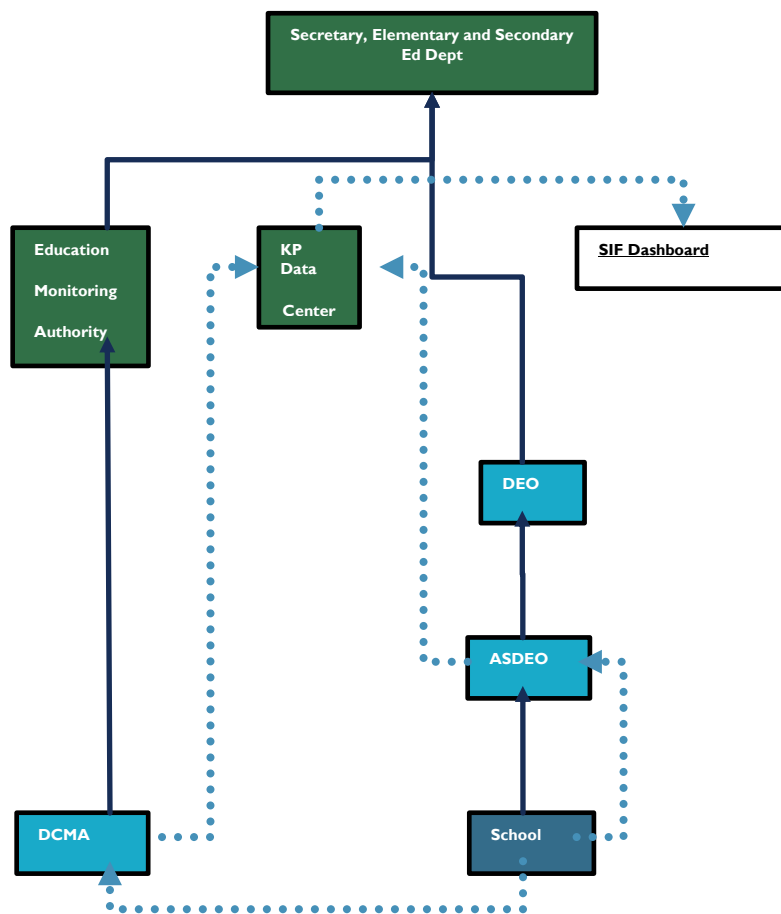 Secretary, Elementary and Secondary
Ed Dept
Education
Monitoring
Authority
KP
Data
Center
SIF Dashboard
DEO
ASDEO
DCMA
School